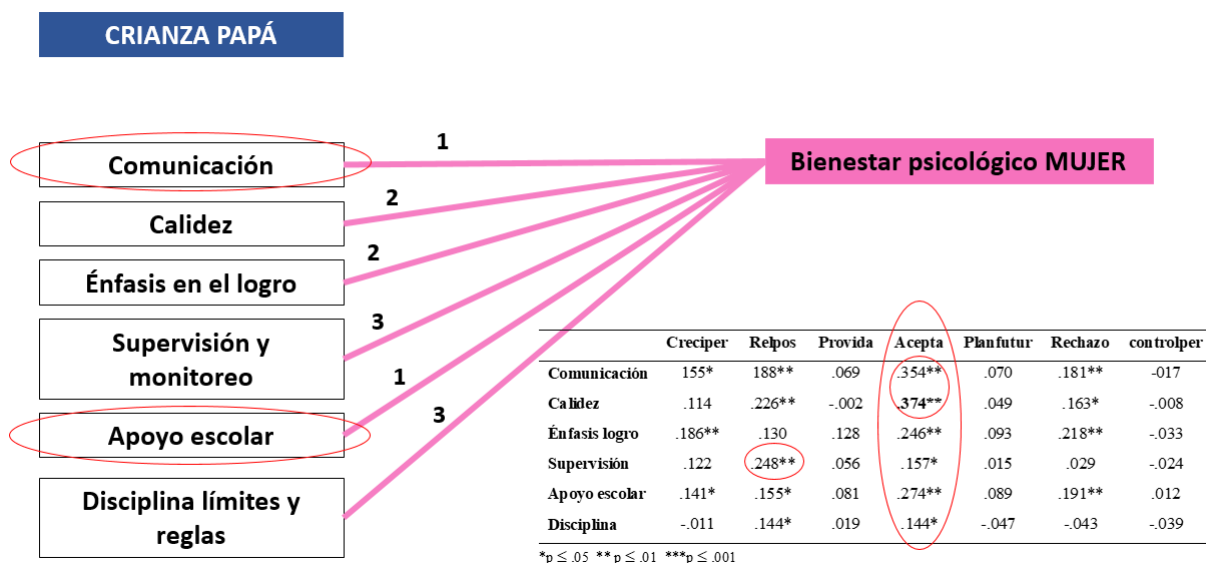 CRIANZA PAPÁ
Comunicación
Calidez
Énfasis en el logro
Supervisión y
monitoreo
Apoyo escolar
Disciplina límites y
reglas
1
2
2
3
1
3
Bienestar psicológico MUJER
Creciper Relpos Provida Acepta Planfutur Rechazo controlper
Comunicación 155* 188** .069 .354** .070 .181** -017
Calidez .114 .226** -.002 .374** .049 .163* -.008
Énfasis logro .186** .130 .128 .246** .093 .218** -.033
Supervisión .122 .248** .056 .157* .015 .029 -.024
Apoyo escolar .141* .155* .081 .274** .089 .191** .012
Disciplina -.011 .144* .019 .144* -.047 -.043 -.039
*p ≤ .05 **p ≤ .01 ***p ≤ .001